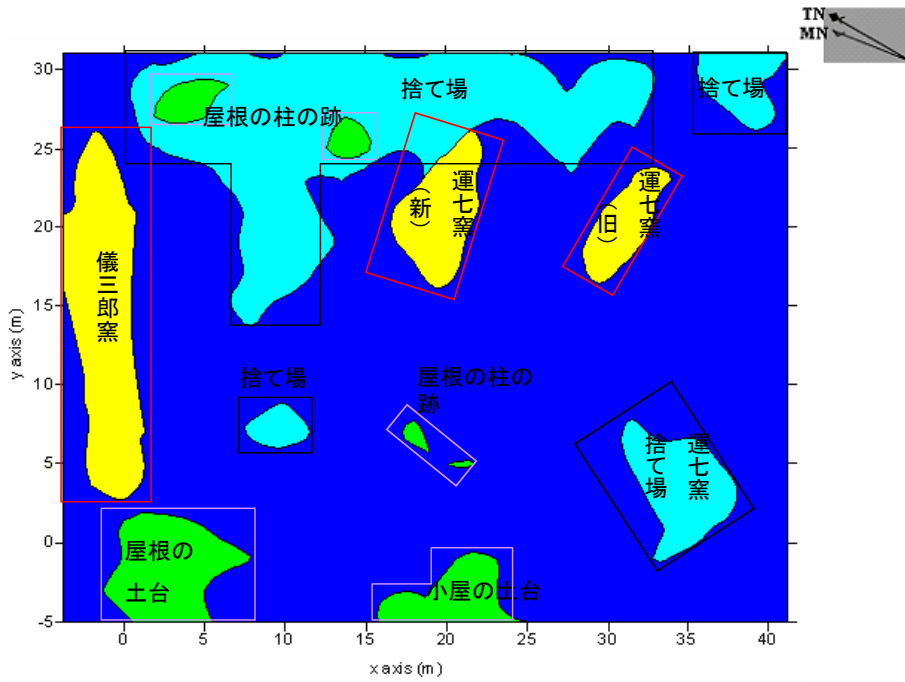 TN
MN
30
25
20
15
10
5
0
-5
y axis (m)
0
5
10
15
20
25
30
35
40
x axis (m)
屋根の柱の跡
捨て場
捨て場
儀三郎窯
運七窯
（新）
運七窯
（旧）
捨て場
屋根の柱の
跡
運七窯
捨て場
屋根の
土台
小屋の土台